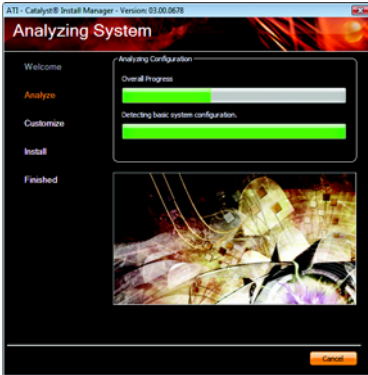 ATI - Catalyst® Install Manager - Version: 03.00.0678
Analyzing System
Welcome
Analyze
Customize
Install
Finished
Analyzing Configuration
Overall Progress
Detecting basic system configuration.
Cancel